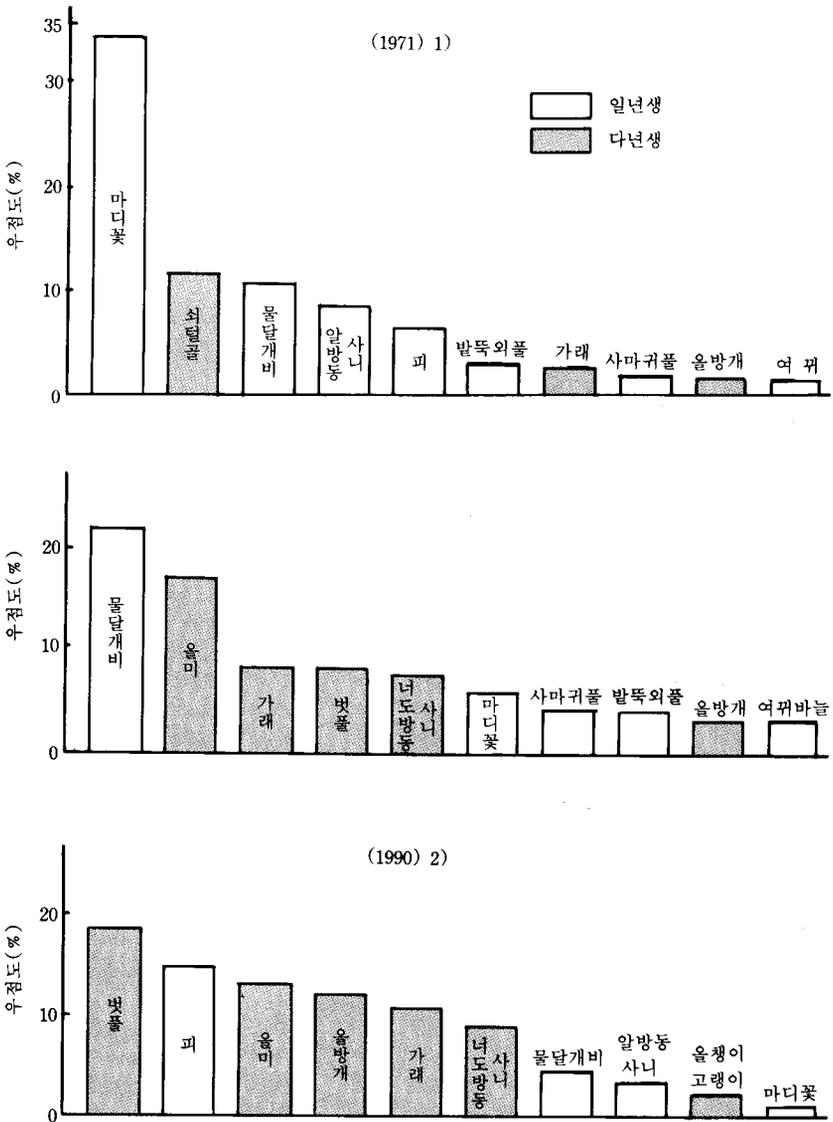 (1971) 1)
일년생
다년생
우점도(%)
35
30
20
10
0
마디꽃
쇠털골
물달개비
알방동사니
피
밭뚝외풀
가래
사마귀풀
올방개
여 뀌
우점도(%)
20
10
0
물달개비
올미
가래
벗풀
너도방동사니
마디꽃
사마귀풀
밭뚝외풀
올방개
여뀌바늘
(1990) 2)
우점도(%)
20
10
0
벗풀
피
올미
올방개
가래
너도방동사니
물달개비
알방동
사니
올챙이
고랭이
마디꽃